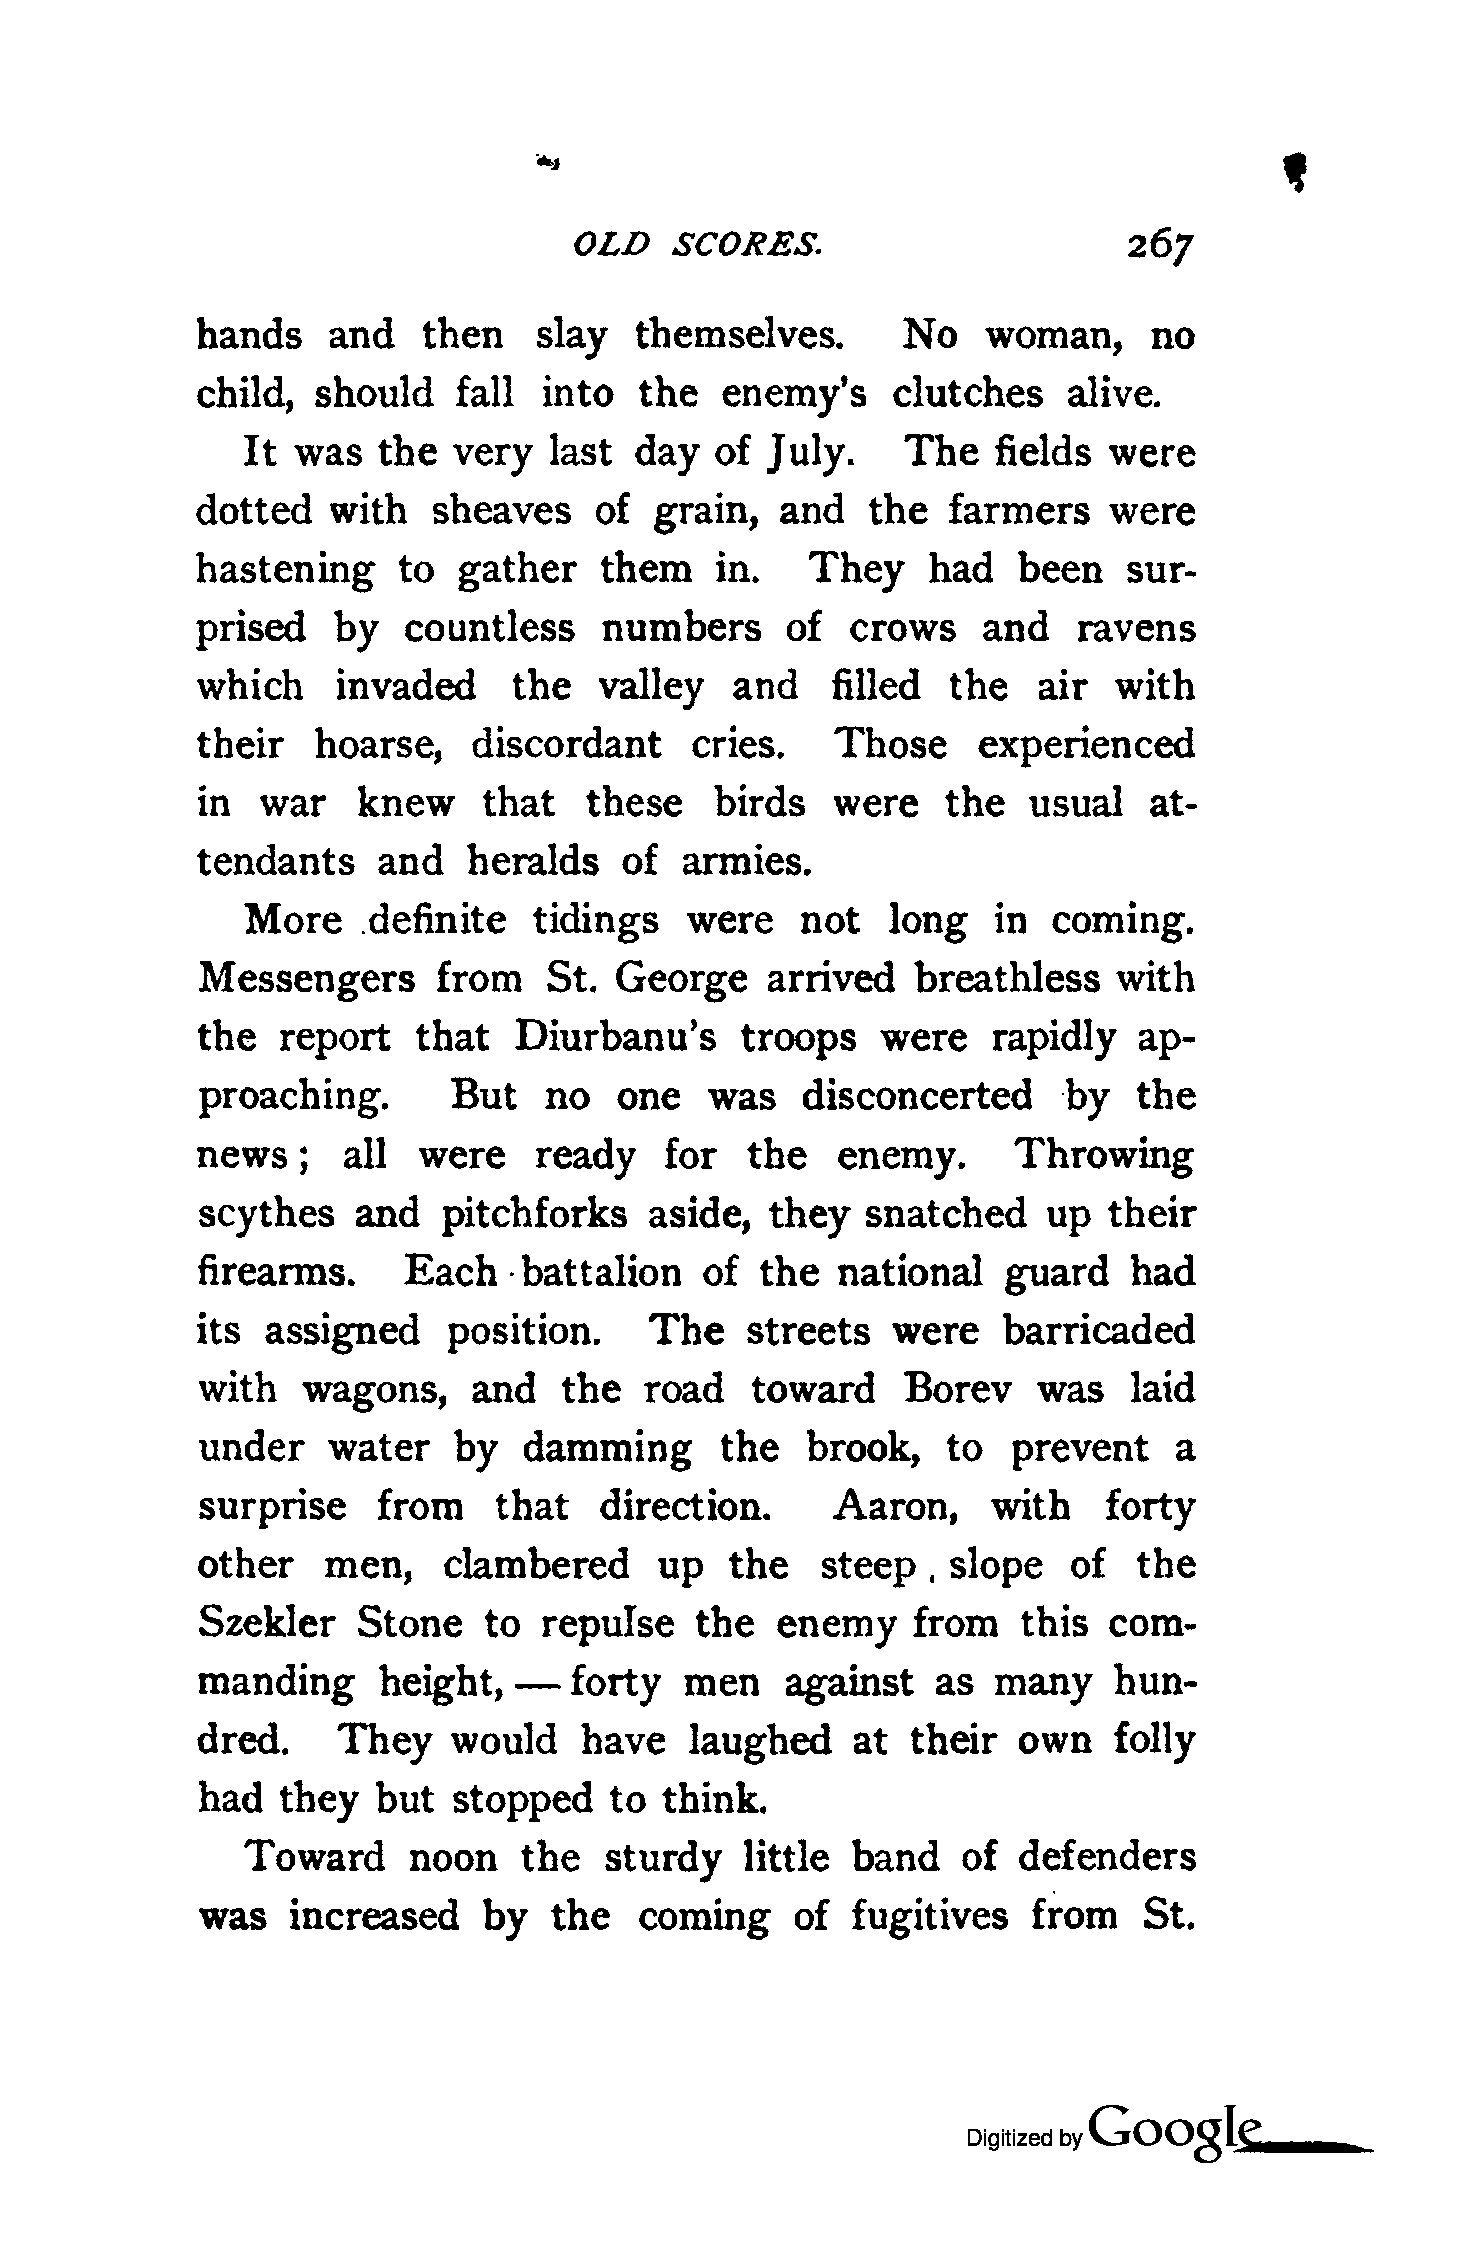 OLD SCORES. 267
hands and then slay themselves. No woman, no
child, should fall into the enemy's clutches alive.
It was the very last day of July. The fields were
dotted with sheaves of grain, and the farmers were
hastening to gather them in. They had been sur-
prised by countless numbers of crows and ravens
which invaded the valley and filled the air with
their hoarse, discordant cries. Those experienced
in war knew that these birds were the usual at-
tendants and heralds of armies.
More definite tidings were not long in coming.
Messengers from St. George arrived breathless with
the report that Diurbanu's troops were rapidly ap-
proaching. But no one was disconcerted by the
news; all were ready for the enemy. Throwing
scythes and pitchforks aside, they snatched up their
firearms. Each battalion of the national guard had
its assigned position. The streets were barricaded
with wagons, and the road toward Borev was laid
under water by damming the brook, to prevent a
surprise from that direction. Aaron, with forty
other men, clambered up the steep slope of the
Szekler Stone to repulse the enemy from this com-
manding height, — forty men against as many hun-
dred. They would have laughed at their own folly
had they but stopped to think.
Toward noon the sturdy little band of defenders
was increased by the coming of fugitives from St.
Digitized by Google